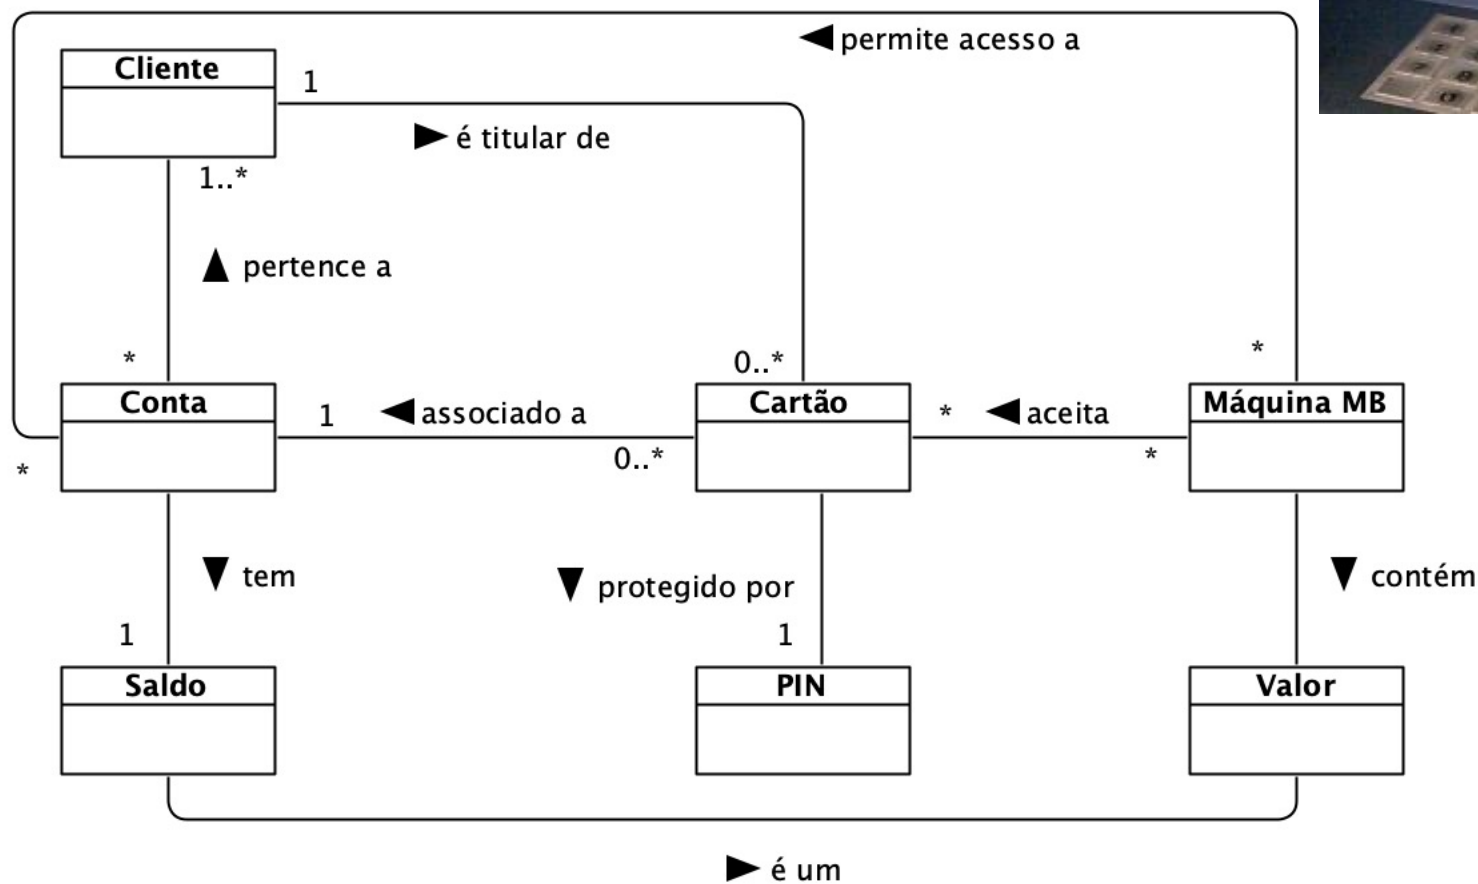 permite acesso a
Cliente
1
é titular de
1..*
pertence a
*
0..*
*
Conta
1
associado a
Cartão
*
aceita
Máquina MB
*
0..*
*
tem
protegido por
contém
1
1
Saldo
PIN
Valor
é um